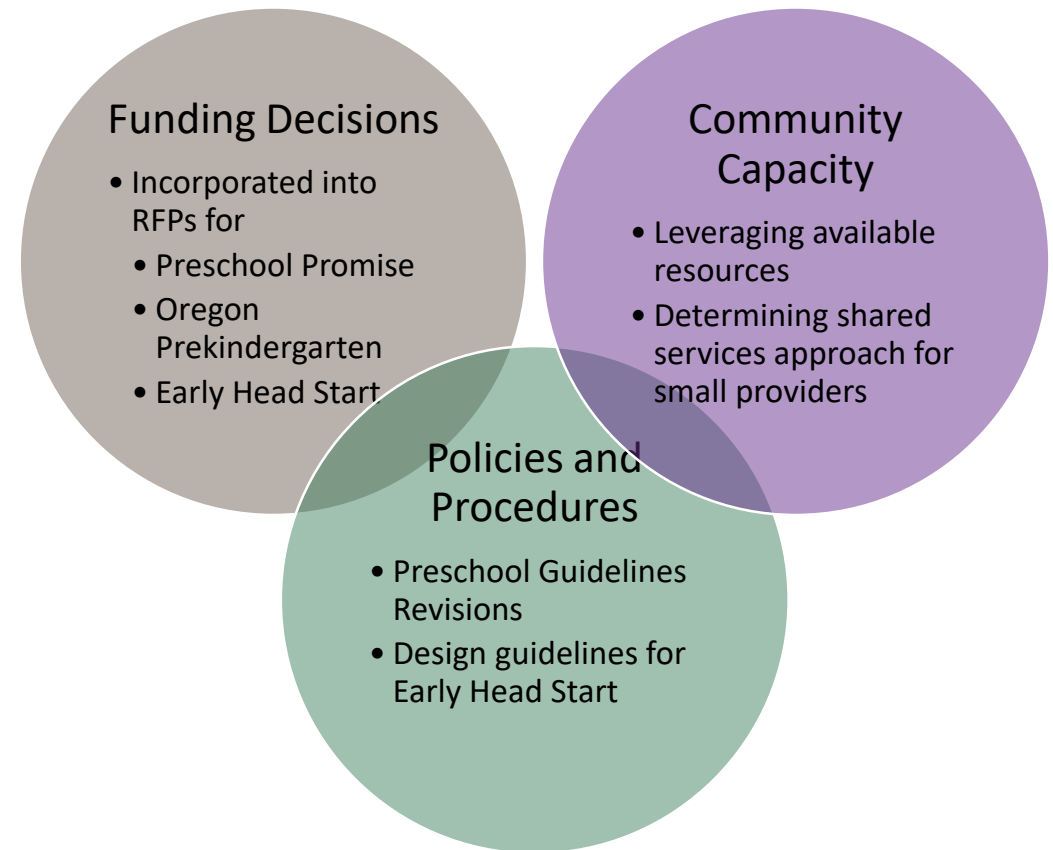 Funding Decisions
• Incorporated into
RFPs for
• Preschool Promise
• Oregon
Prekindergarten
• Early Head Start
Community
Capacity
• Leveraging available
resources
• Determining shared
services approach for
small providers
Policies and
Procedures
• Preschool Guidelines
Revisions
• Design guidelines for
Early Head Start